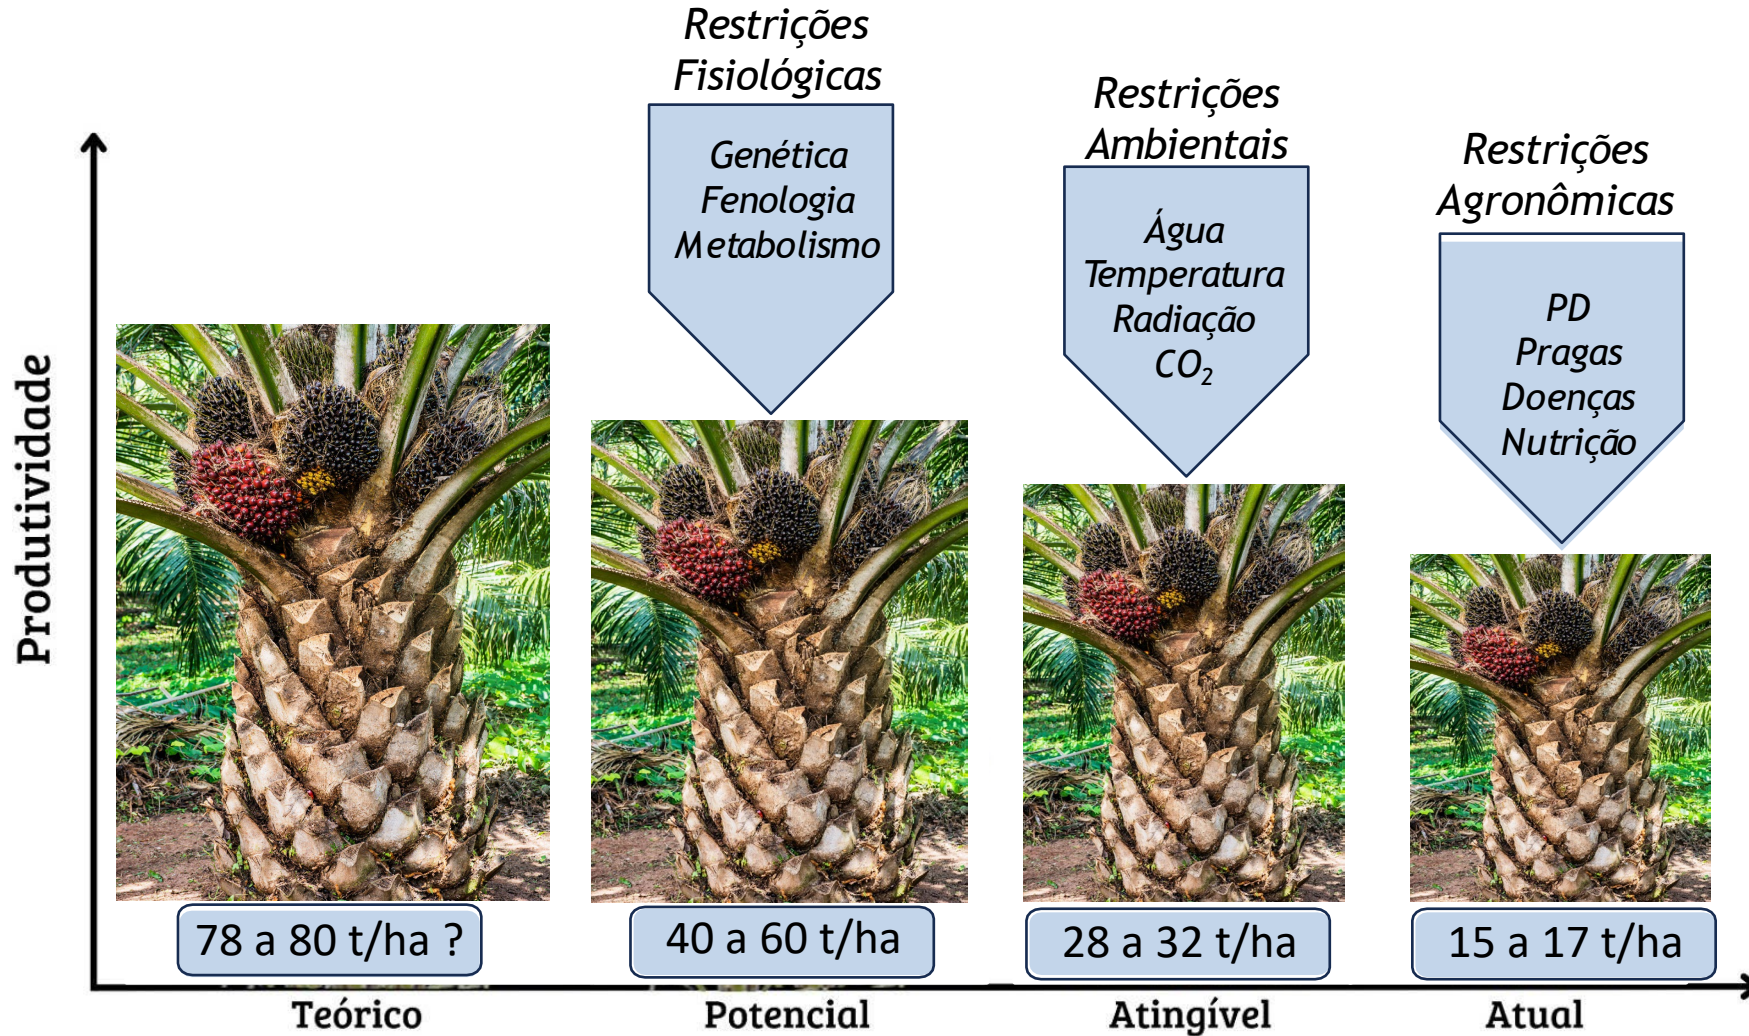 Restrições
Fisiológicas
Genética
Fenologia
Metabolismo
Restrições
Ambientais
Água
Temperatura
Radiação
CO₂
Restrições
Agronômicas
PD
Pragas
Doenças
Nutrição
Produtividade
78 a 80 t/ha ?
40 a 60 t/ha
28 a 32 t/ha
15 a 17 t/ha
Teórico
Potencial
Atingível
Atual